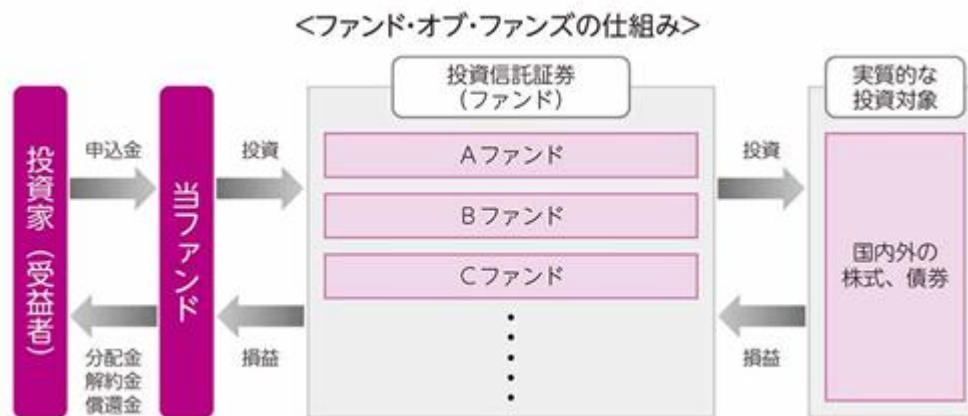 ＜ファンド・オブ・ファンズの仕組み＞
投資家（受益者）
申込金
分配金
解約金
償還金
当ファンド
投資
損益
投資信託証券
（ファンド）
Aファンド
Bファンド
Cファンド
投資
損益
実質的な
投資対象
国内外の
株式、債券